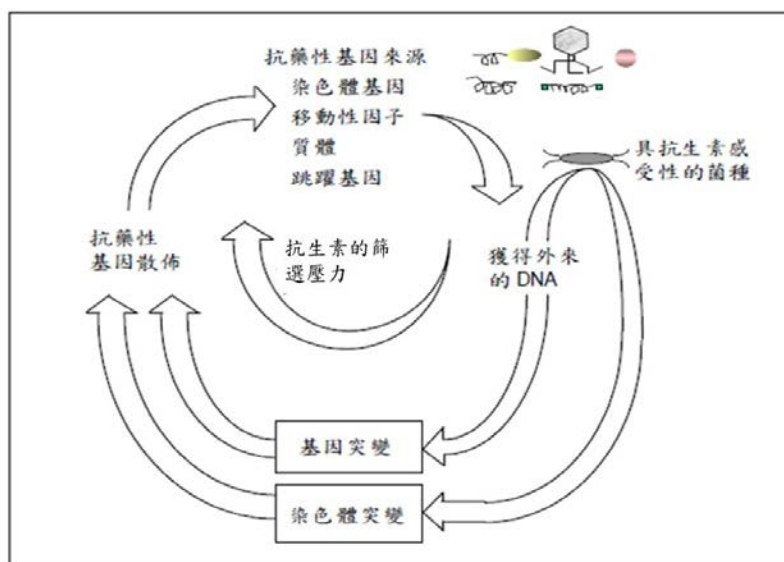 抗藥性基因來源
染色體基因
移動性因子
質體
跳躍基因
具抗生素感
受性的菌種
抗藥性
基因散佈
抗生素的篩
選壓力
獲得外來
的 DNA
基因突變
染色體突變